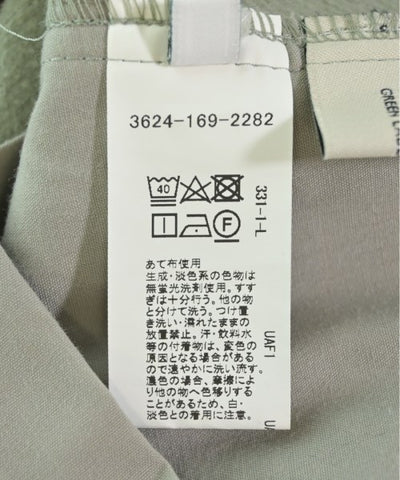 3624-169-2282
40
F
331-1-L
あて布使用
生成・淡色系の色物は
無蛍光洗剤使用。すす
ぎは十分行う。他の物
と分けて洗う。つけ置
き洗い・濡れたままの
放置禁止。汗・飲料水
等の付着物は、変色の
原因となる場合がある
ので速やかに洗い流す。
濃色の場合、摩擦によ
り他の物へ色移りする
ことがあるため、白・
淡色との着用に注意。
UAF1
GREEN